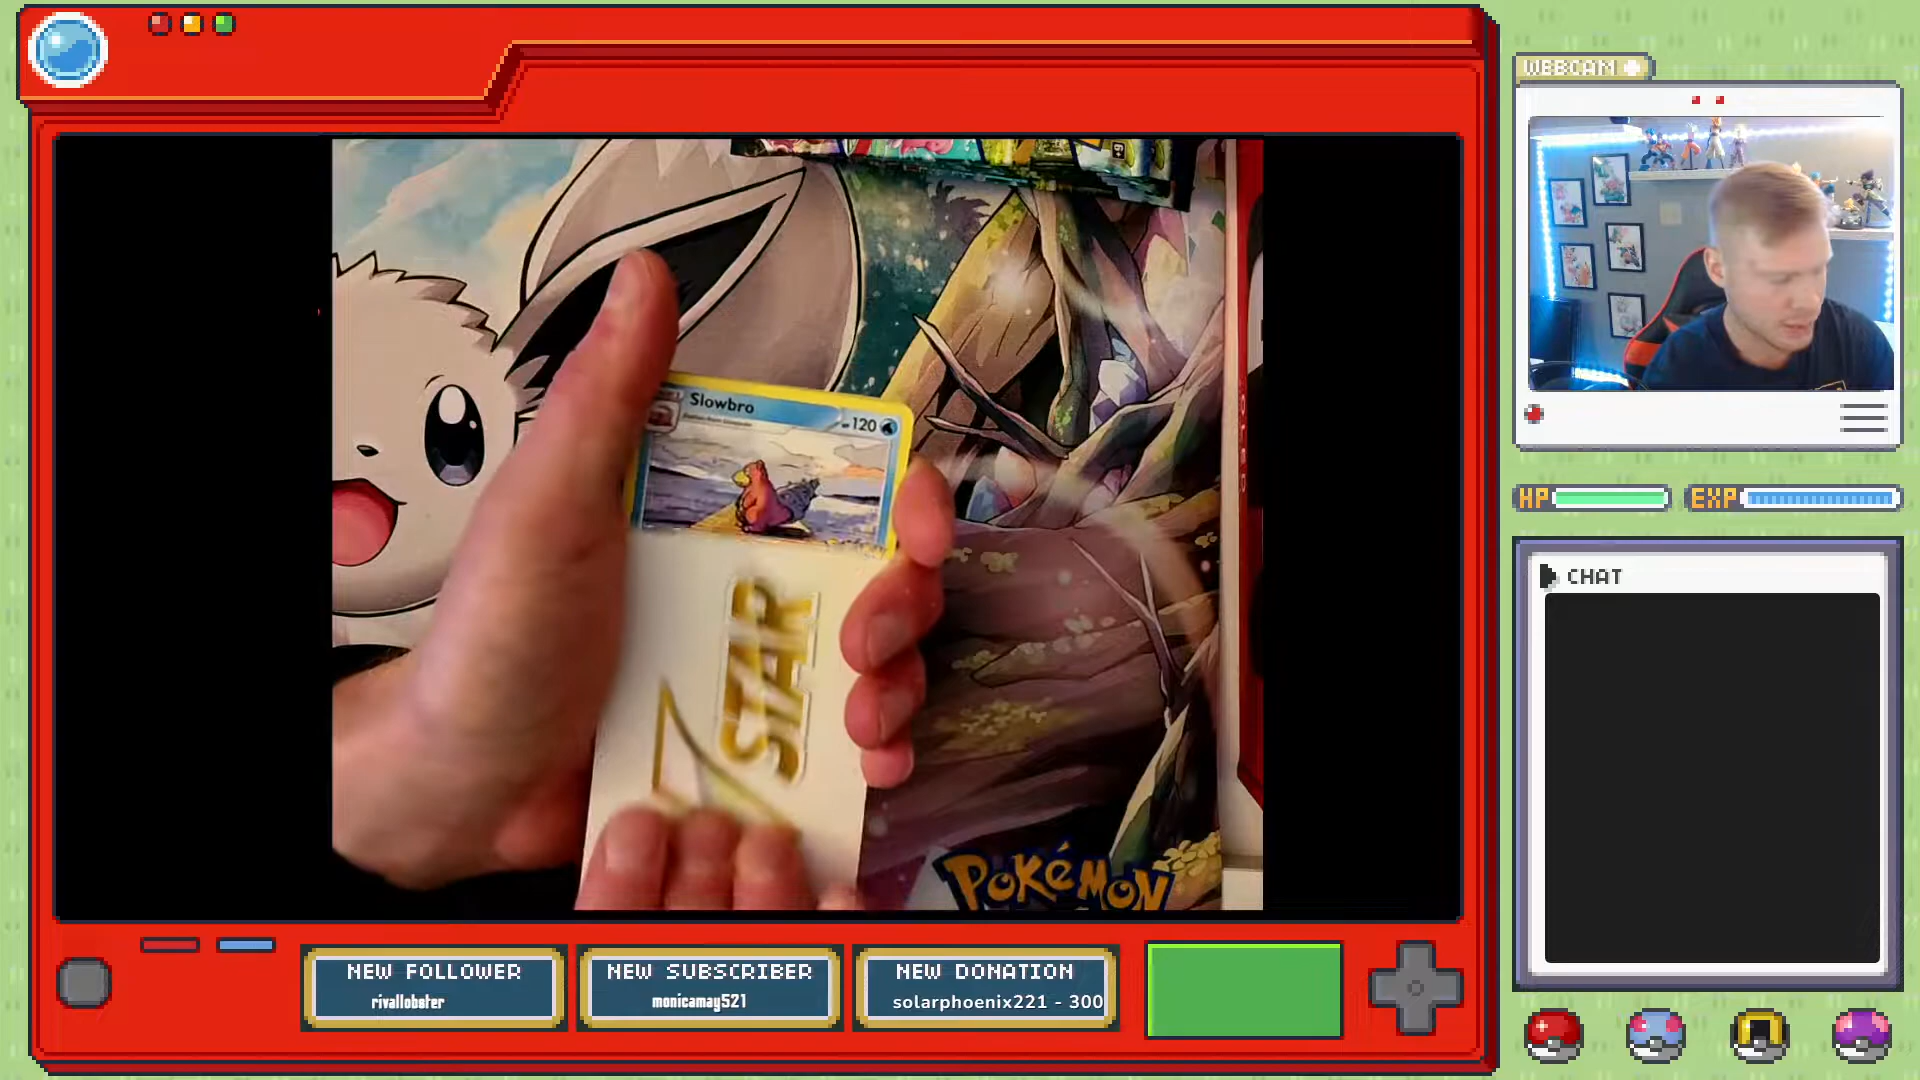 WEBCAM
Slowbro
120
STAR
POKéMON
HP
EXP
CHAT
NEW FOLLOWER
rivallobster
NEW SUBSCRIBER
monicamay521
NEW DONATION
solarphoenix221 - 300